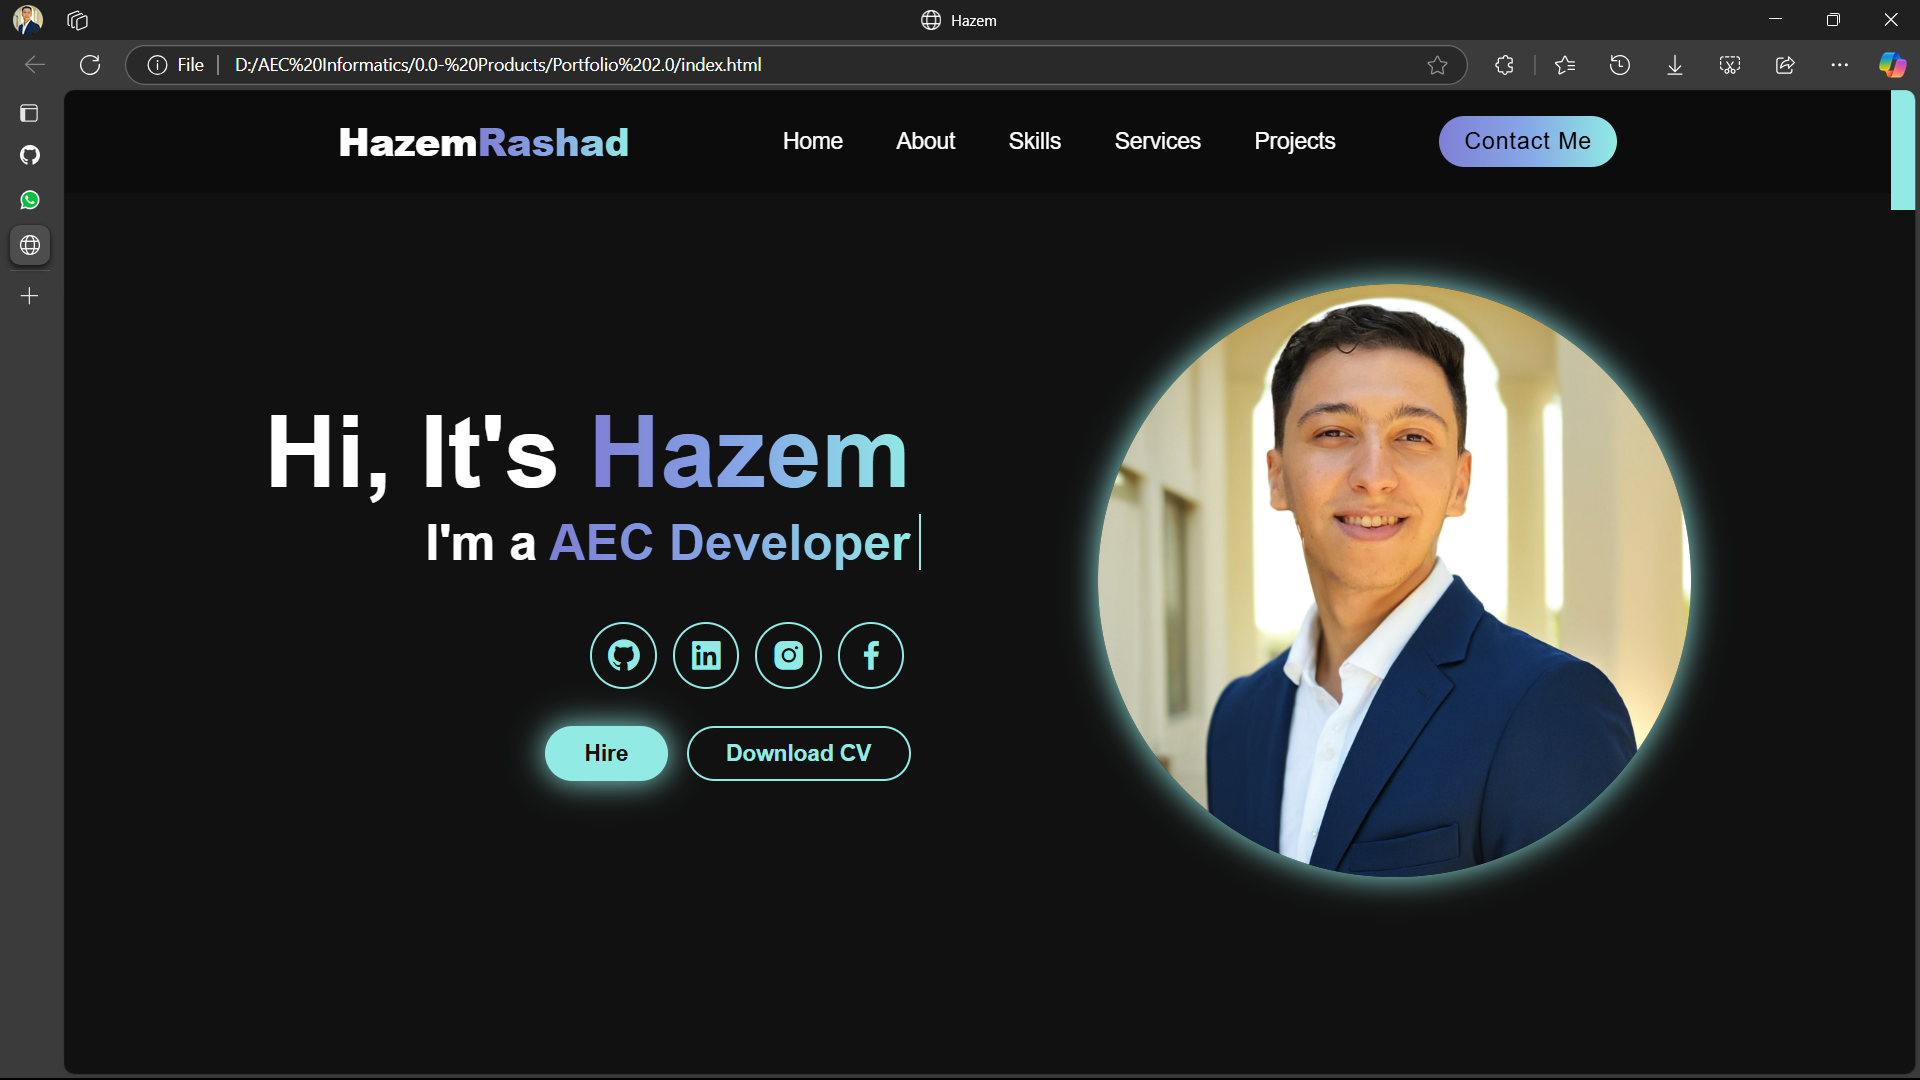 Hazem
File
D:/AEC%20Informatics/0.0-%20Products/Portfolio%202.0/index.html
HazemRashad
Home
About
Skills
Services
Projects
Contact Me
Hi, It's Hazem
I'm a AEC Developer
in
Hire
Download CV